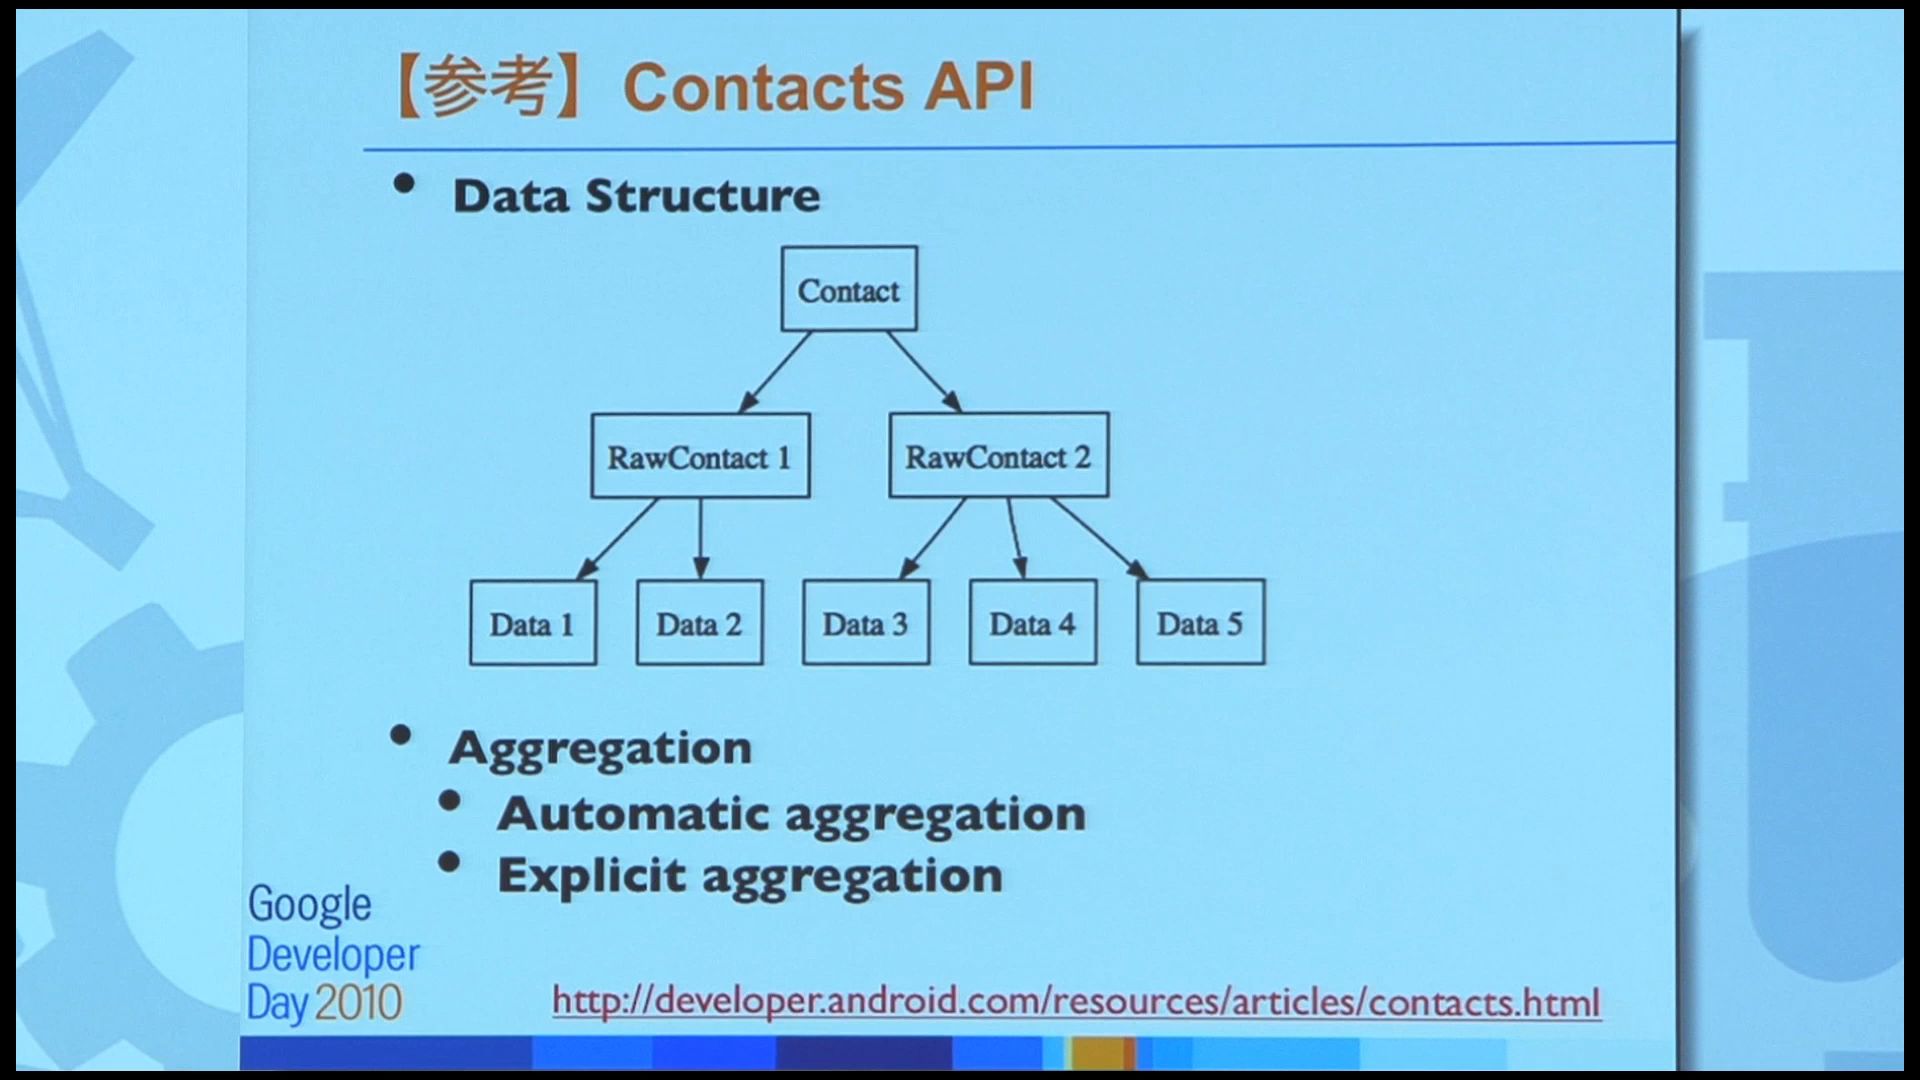 【参考】 Contacts API
• Data Structure
Contact
RawContact 1
RawContact 2
Data 1
Data 2
Data 3
Data 4
Data 5
• Aggregation
• Automatic aggregation
• Explicit aggregation
Google
Developer
Day 2010
http://developer.android.com/resources/articles/contacts.html